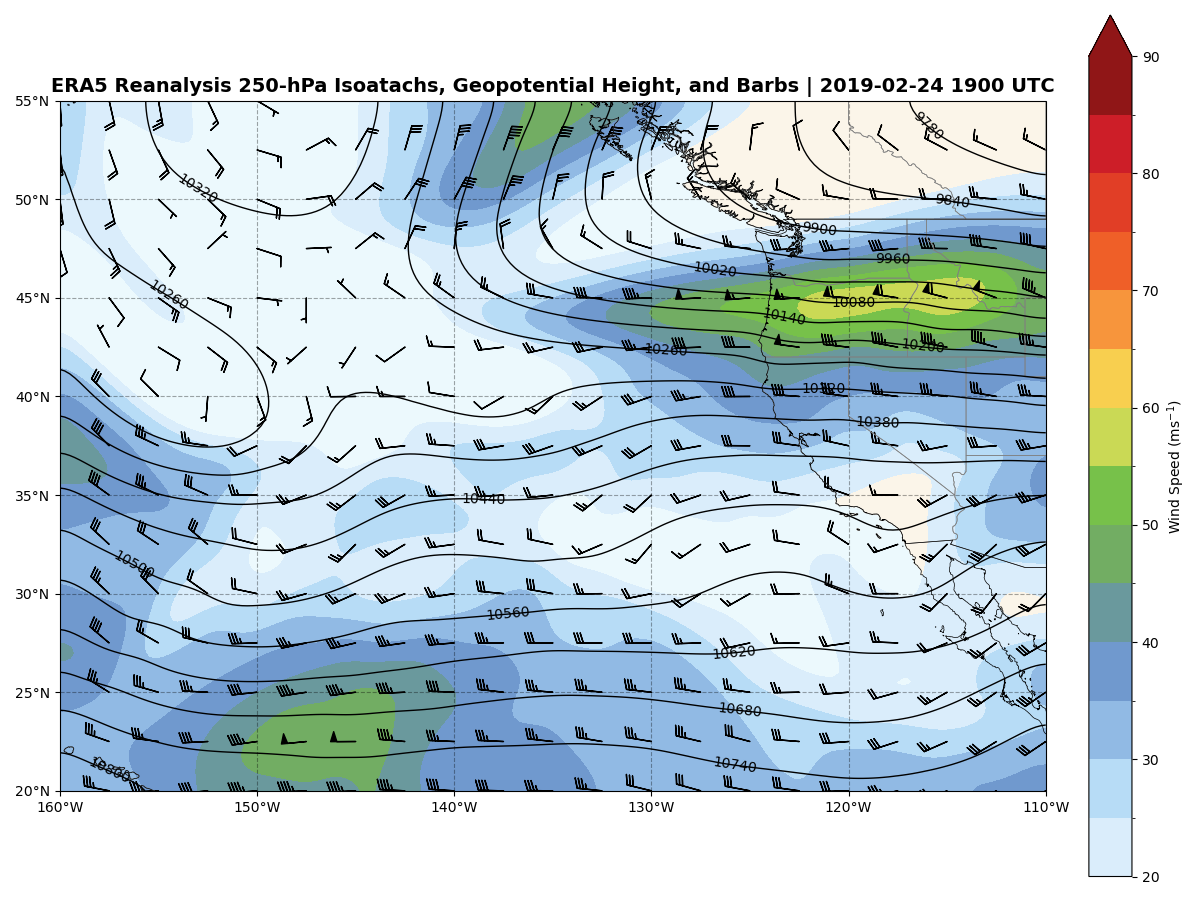 ERA5 Reanalysis 250-hPa Isoatachs, Geopotential Height, and Barbs | 2019-02-24 1900 UTC
55°N
50°N
45°N
40°N
35°N
30°N
25°N
20°N
160°W
150°W
140°W
130°W
120°W
110°W
9780
10320
9840
9900
9960
10020
10260
10080
10140
10200
10260
10320
10380
10440
10500
10560
10620
10680
10740
10800
90
80
70
60
50
40
30
20
Wind Speed (ms⁻¹)